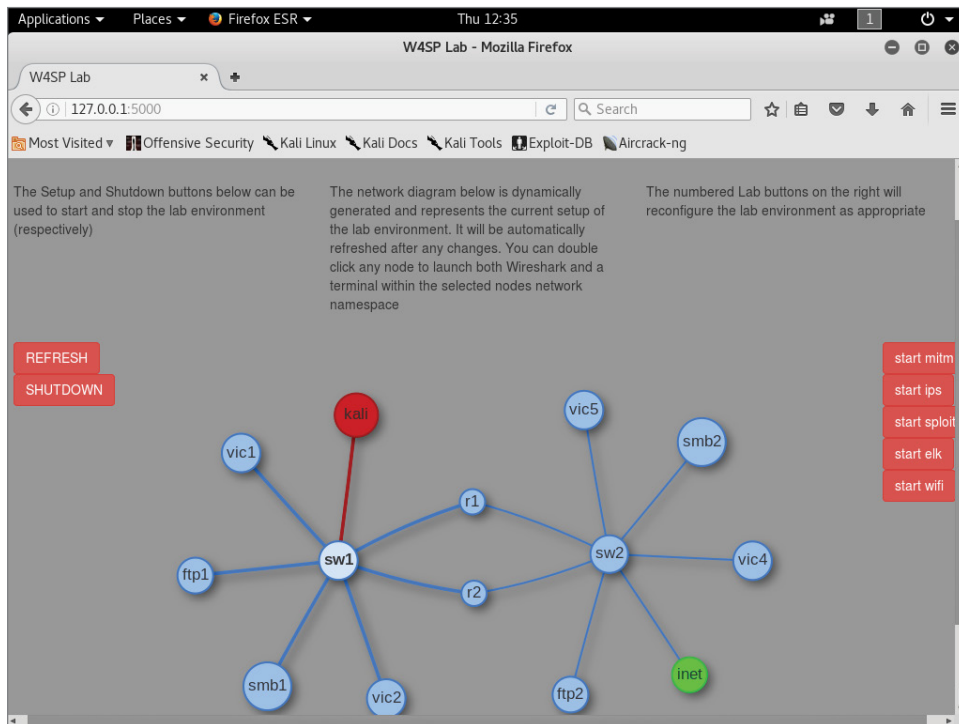 Applications Places Firefox ESR Thu 12:35 1
W4SP Lab - Mozilla Firefox
W4SP Lab
127.0.0.1:5000 Search
Most Visited Offensive Security Kali Linux Kali Docs Kali Tools Exploit-DB Aircrack-ng
The Setup and Shutdown buttons below can be
used to start and stop the lab environment
(respectively)
The network diagram below is dynamically
generated and represents the current setup of
the lab environment. It will be automatically
refreshed after any changes. You can double
click any node to launch both Wireshark and a
terminal within the selected nodes network
namespace
The numbered Lab buttons on the right will
reconfigure the lab environment as appropriate
REFRESH
SHUTDOWN
start mitm
start ips
start sploit
start elk
start wifi
kali
vic5
smb2
vic1
r1
sw1
sw2
vic4
ftp1
r2
inet
smb1
vic2
ftp2